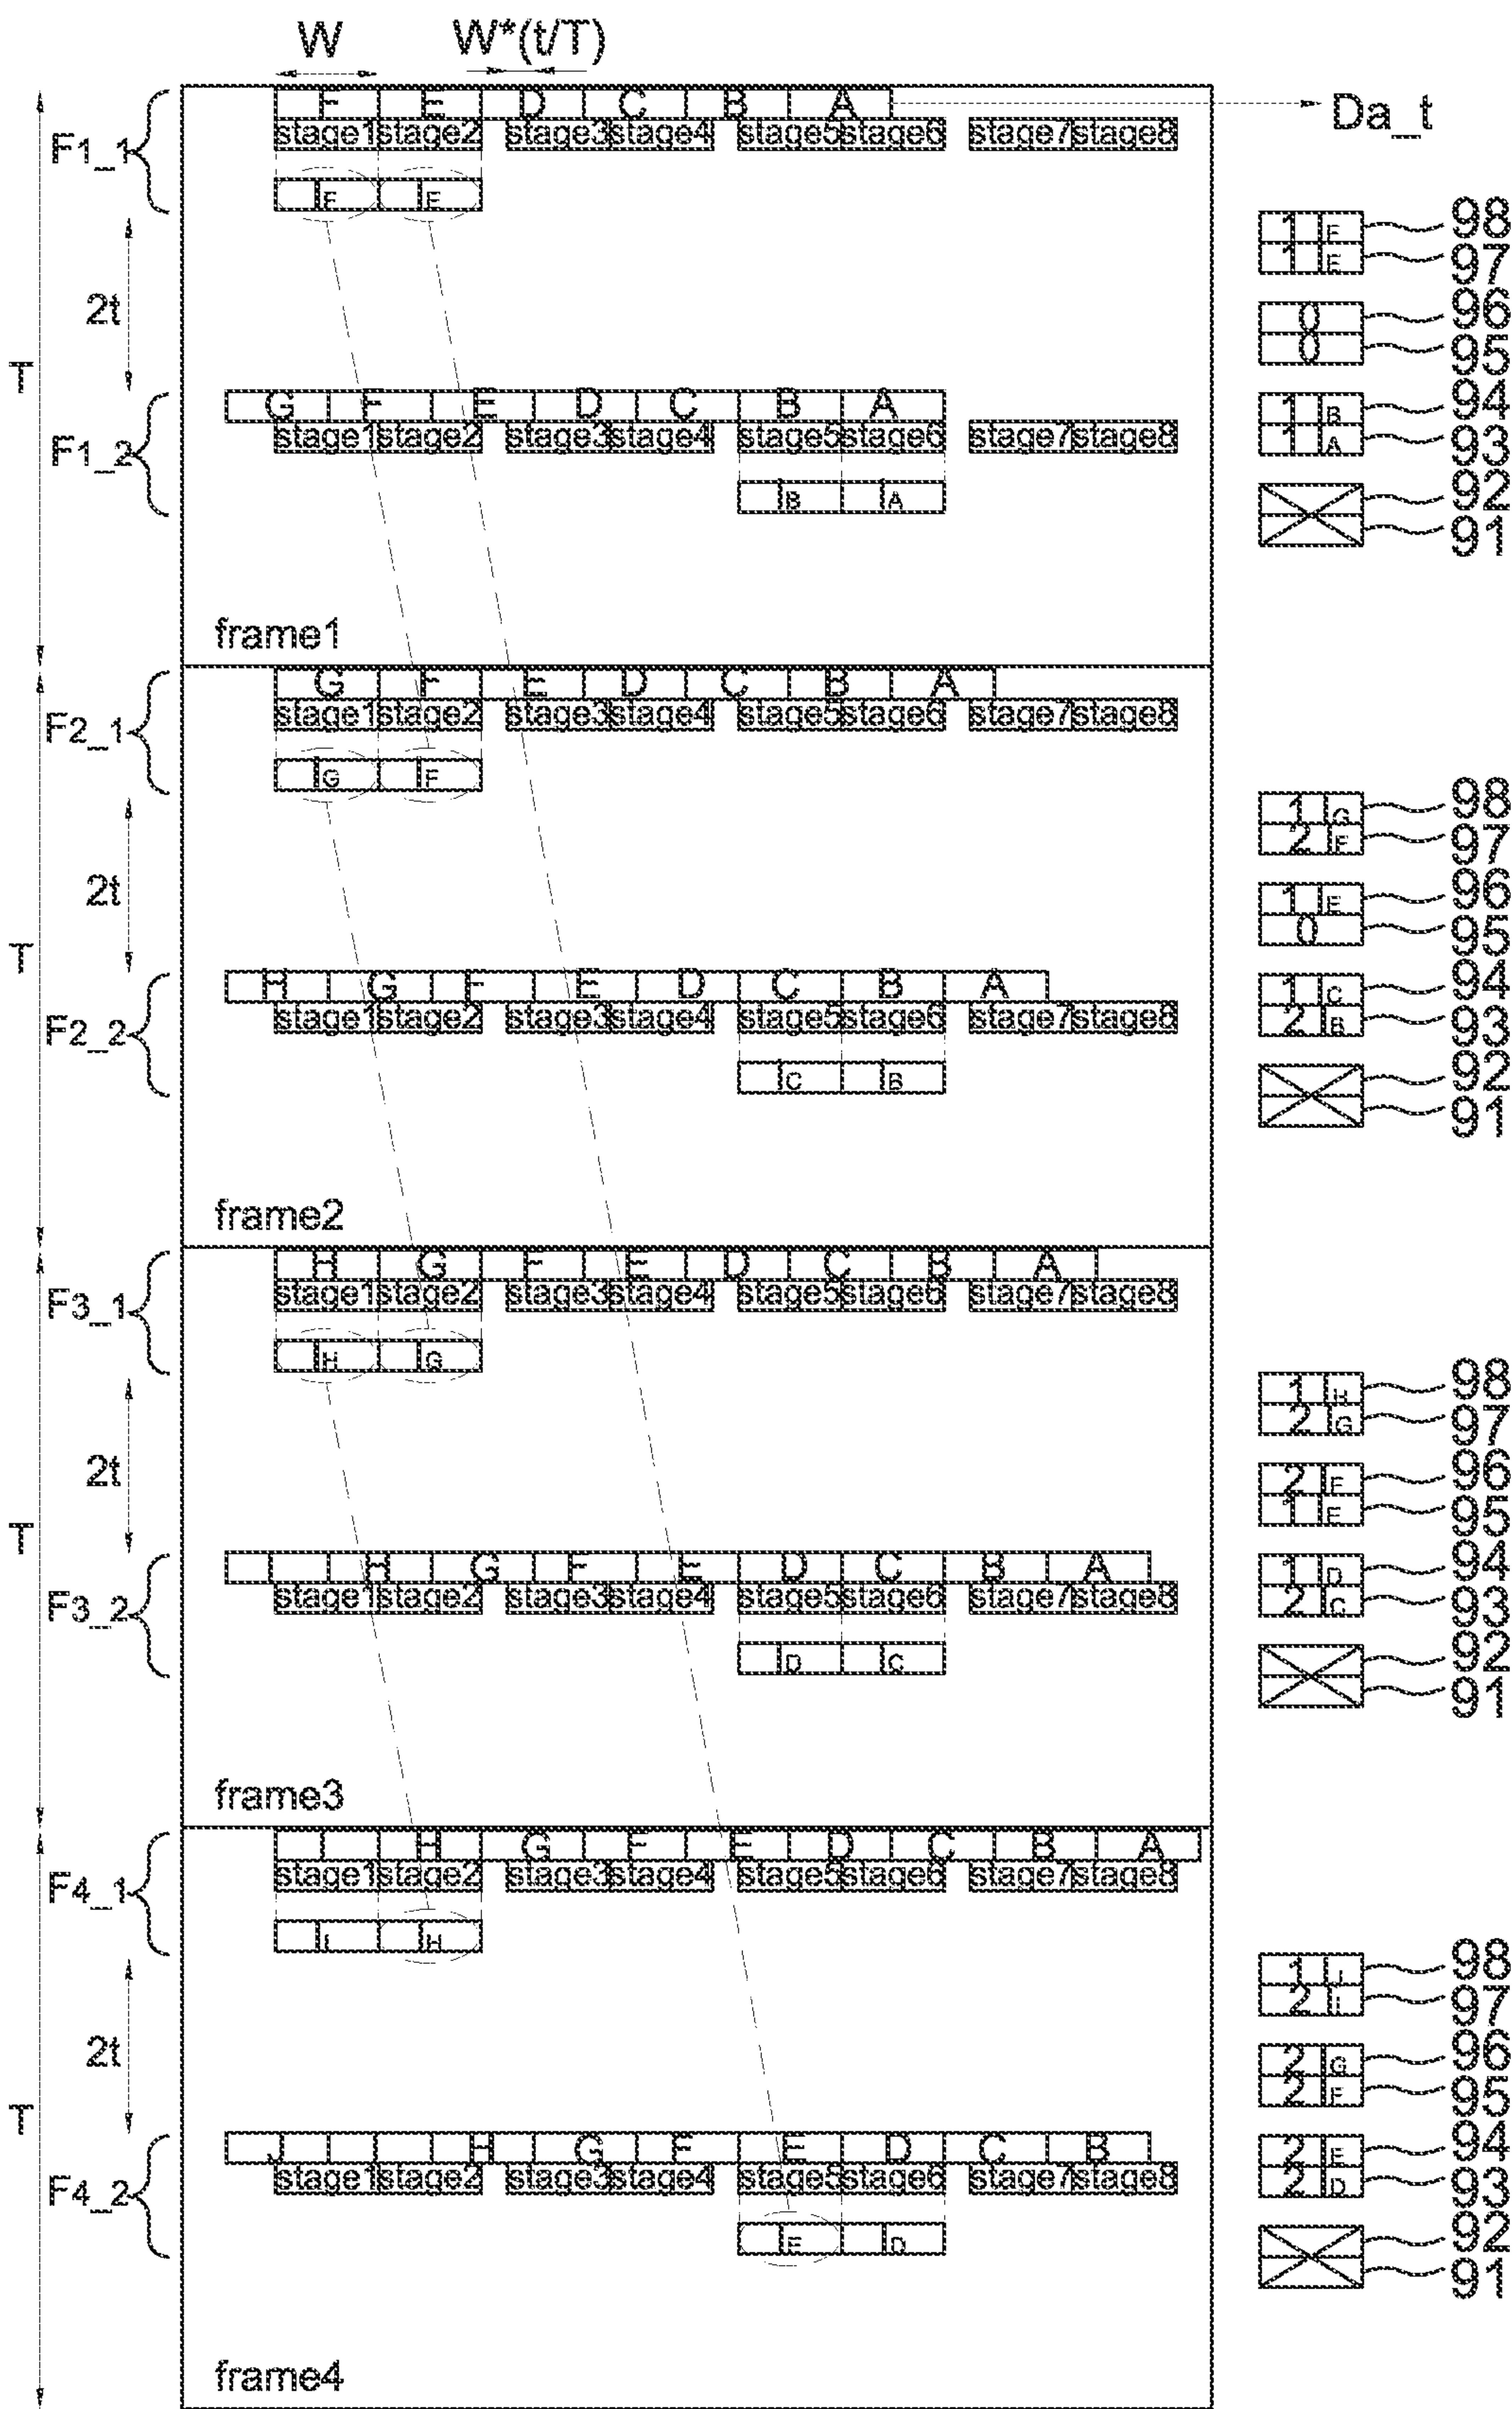 W W*(t/T)
F E D C B A Da_t
F1_1 stage1 stage2 stage3 stage4 stage5 stage6 stage7 stage8
F E
1 F 98
1 E 97
2t 0 96
0 95
T
G F E D C B A 1 B 94
F1_2 stage1 stage2 stage3 stage4 stage5 stage6 stage7 stage8 1 A 93
B A 92
91
frame1
G F E D C B A
F2_1 stage1 stage2 stage3 stage4 stage5 stage6 stage7 stage8
G F
1 G 98
2 F 97
2t 1 E 96
0 95
T
H G F E D C B A 1 C 94
F2_2 stage1 stage2 stage3 stage4 stage5 stage6 stage7 stage8 2 B 93
C B 92
91
frame2
H G F E D C B A
F3_1 stage1 stage2 stage3 stage4 stage5 stage6 stage7 stage8
H G
1 H 98
2 G 97
2t 2 F 96
1 E 95
T
I H G F E D C B A 1 D 94
F3_2 stage1 stage2 stage3 stage4 stage5 stage6 stage7 stage8 2 C 93
D C 92
91
frame3
I H G F E D C B A
F4_1 stage1 stage2 stage3 stage4 stage5 stage6 stage7 stage8
I H
1 98
2 97
2t 2 G 96
2 F 95
T
J I H G F E D C B 2 E 94
F4_2 stage1 stage2 stage3 stage4 stage5 stage6 stage7 stage8 2 D 93
E D 92
91
frame4